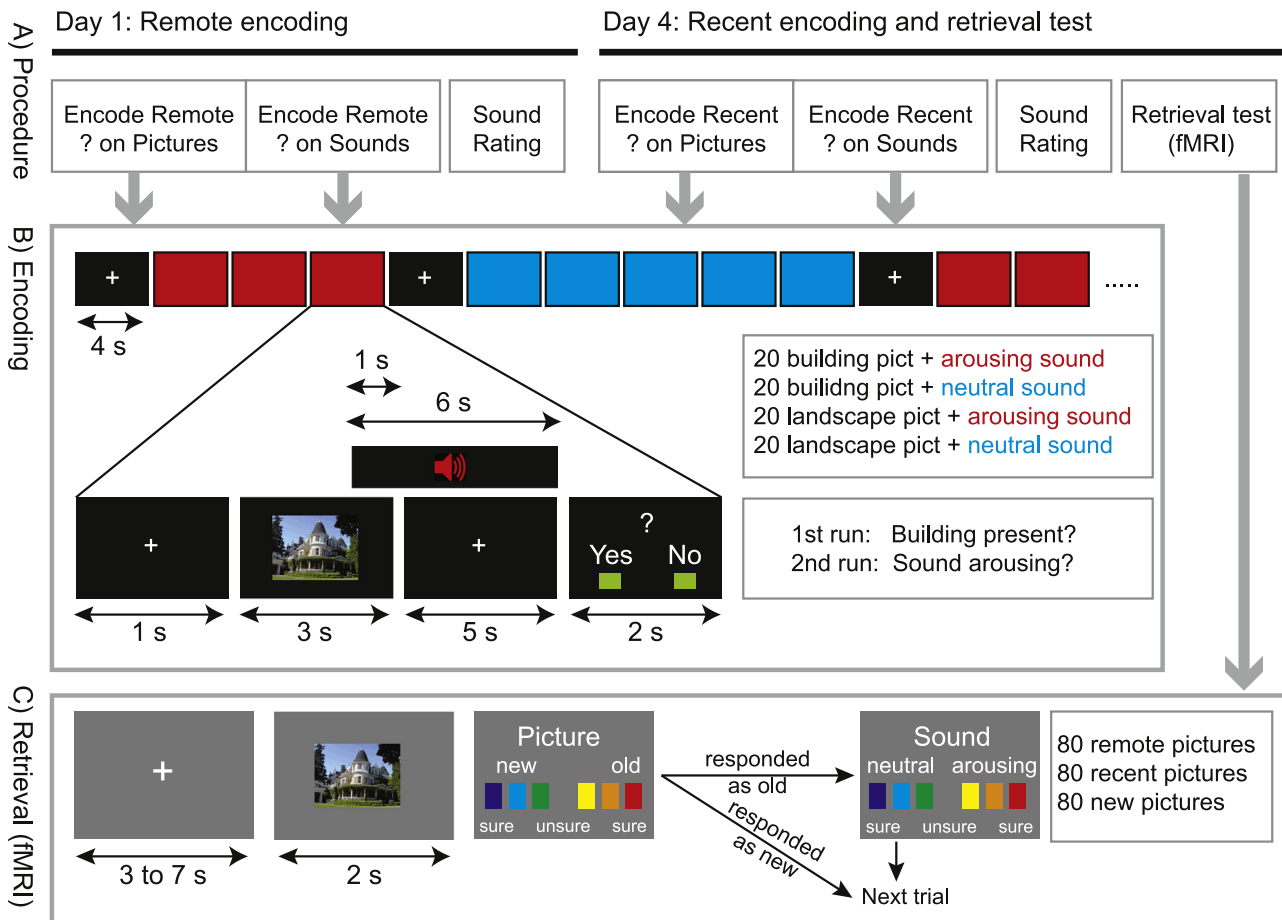 A) Procedure
Day 1: Remote encoding
Day 4: Recent encoding and retrieval test
Encode Remote
? on Pictures
Encode Remote
? on Sounds
Sound
Rating
Encode Recent
? on Pictures
Encode Recent
? on Sounds
Sound
Rating
Retrieval test
(fMRI)
B) Encoding
+
+
+
.....
4 s
1 s
6 s
20 building pict + arousing sound
20 builidng pict + neutral sound
20 landscape pict + arousing sound
20 landscape pict + neutral sound
+
+
?
Yes No
1 s
3 s
5 s
2 s
1st run: Building present?
2nd run: Sound arousing?
C) Retrieval (fMRI)
+
3 to 7 s
2 s
Picture
new old
sure unsure sure
responded
as old
responded
as new
Sound
neutral arousing
sure unsure sure
Next trial
80 remote pictures
80 recent pictures
80 new pictures